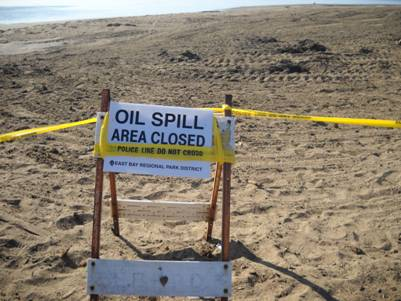 OIL SPILL
AREA CLOSED
POLICE LINE DO NOT CROSS
EAST BAY REGIONAL PARK DISTRICT